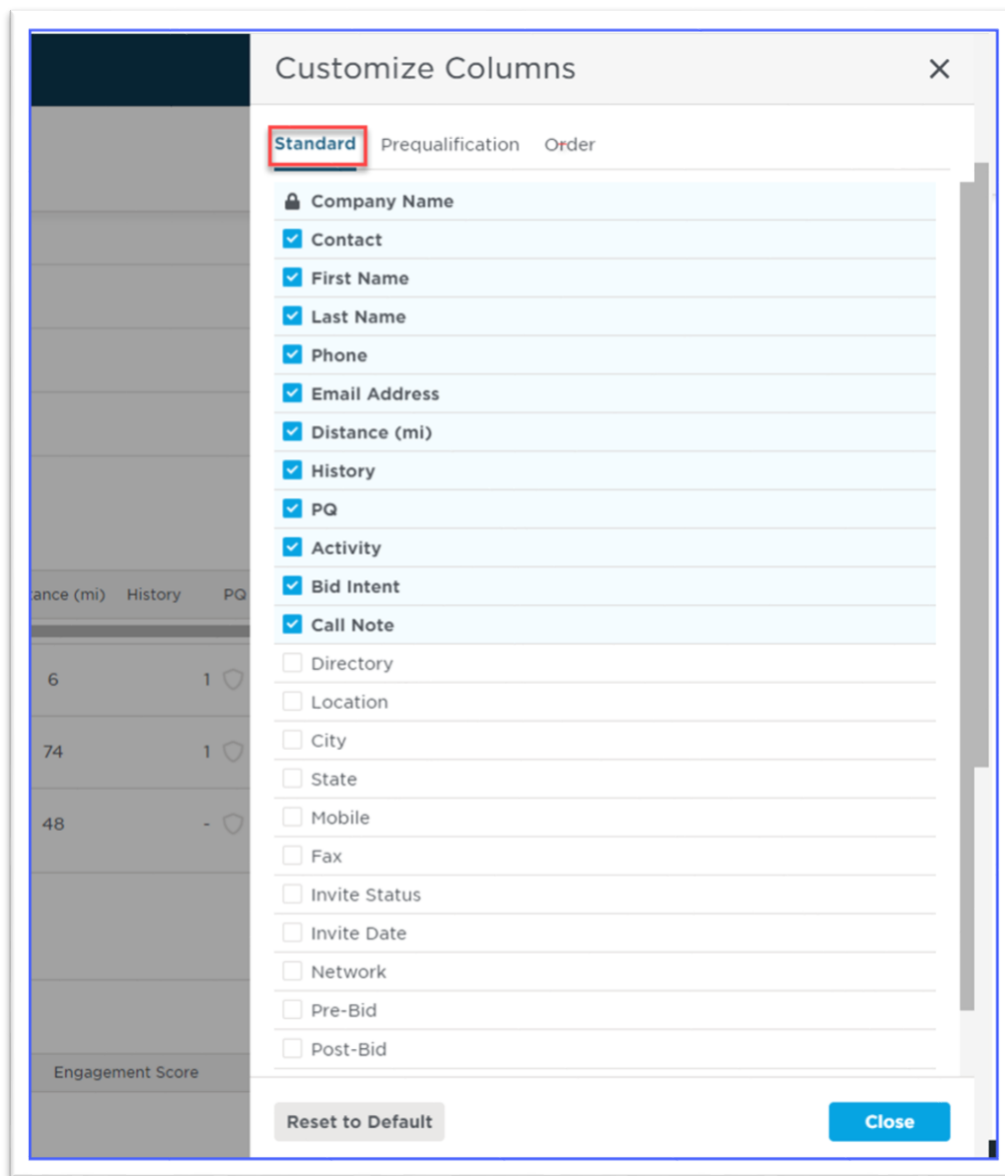 Customize Columns
Standard Prequalification Order
Company Name
Contact
First Name
Last Name
Phone
Email Address
Distance (mi)
History
PQ
Activity
Bid Intent
Call Note
Directory
Location
City
State
Mobile
Fax
Invite Status
Invite Date
Network
Pre-Bid
Post-Bid
Reset to Default Close
ance (mi) History PQ
6 1
74 1
48 -
Engagement Score